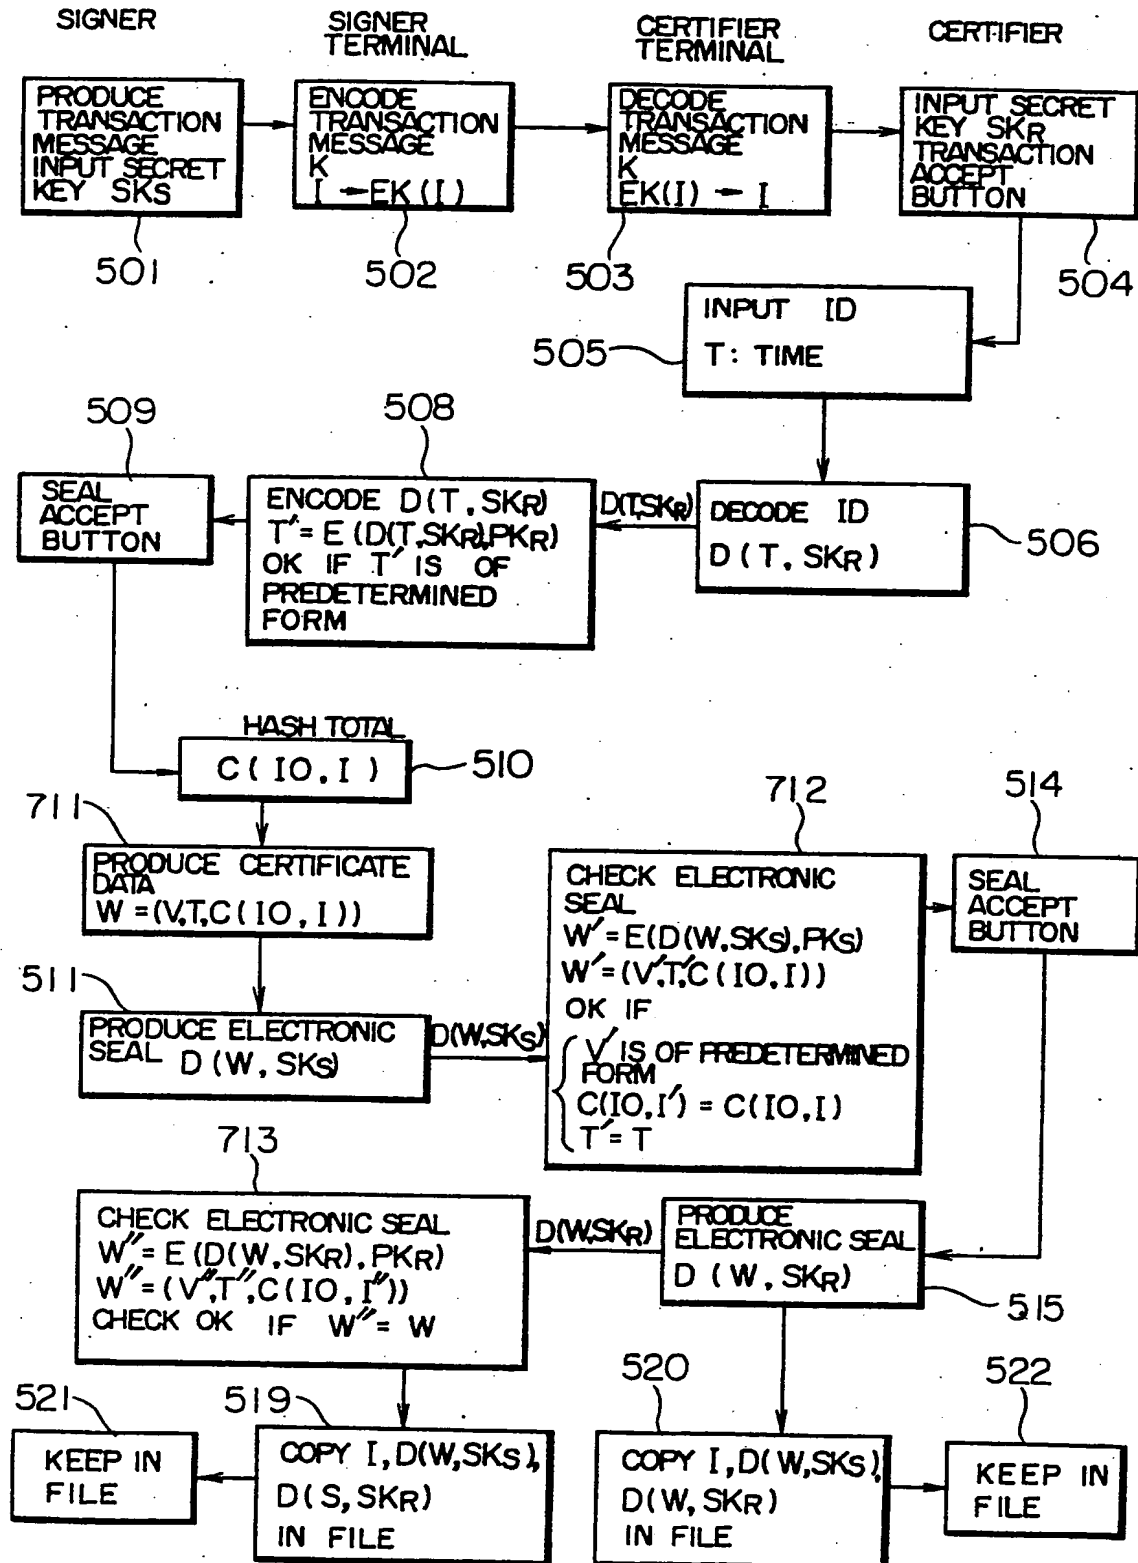 SIGNER
SIGNER
TERMINAL
CERTIFIER
TERMINAL
CERTIFIER
PRODUCE
TRANSACTION
MESSAGE
INPUT SECRET
KEY SKS
501
ENCODE
TRANSACTION
MESSAGE
K
I → EK(I)
502
DECODE
TRANSACTION
MESSAGE
K
EK(I) → I
503
INPUT SECRET
KEY SKR
TRANSACTION
ACCEPT
BUTTON
504
INPUT ID
T: TIME
505
509
508
SEAL
ACCEPT
BUTTON
ENCODE D(T,SKR)
T′=E(D(T,SKR),PKR)
OK IF T′ IS OF
PREDETERMINED
FORM
D(T,SKR)
DECODE ID
D(T,SKR)
506
HASH TOTAL
C(IO,I)
510
711
PRODUCE CERTIFICATE
DATA
W=(V,T,C(IO,I))
511
PRODUCE ELECTRONIC
SEAL D(W,SKS)
D(W,SKS)
712
CHECK ELECTRONIC
SEAL
W′=E(D(W,SKS),PKS)
W′=(V′,T′,C(IO,I))
OK IF
V′ IS OF PREDETERMINED
FORM
C(IO,I′)=C(IO,I)
T′=T
514
SEAL
ACCEPT
BUTTON
713
CHECK ELECTRONIC SEAL
W″=E(D(W,SKR),PKR)
W″=(V″,T″,C(IO,I″))
CHECK OK IF W″=W
D(W,SKR)
PRODUCE
ELECTRONIC SEAL
D(W,SKR)
515
521
KEEP IN
FILE
519
COPY I,D(W,SKS),
D(S,SKR)
IN FILE
520
COPY I,D(W,SKS),
D(W,SKR)
IN FILE
522
KEEP IN
FILE